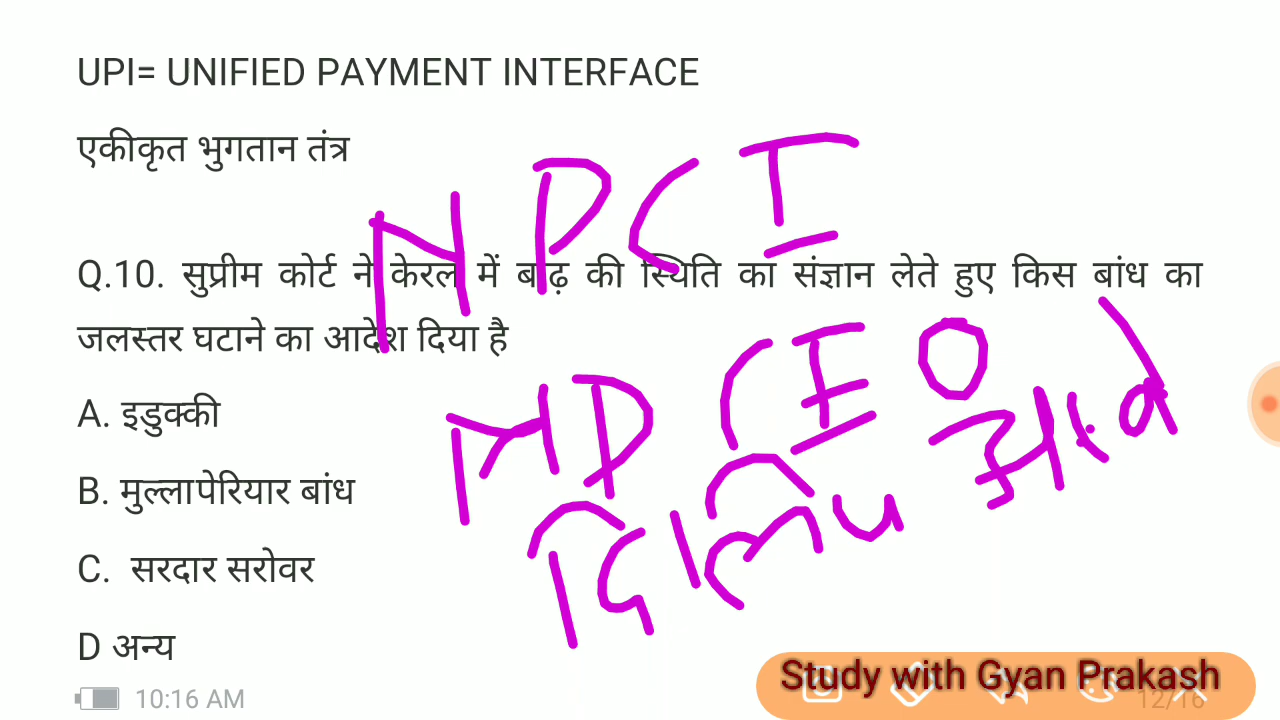 UPI= UNIFIED PAYMENT INTERFACE
एकीकृत भुगतान तंत्र
NPCI
Q.10. सुप्रीम कोर्ट ने केरल में बाढ़ की स्थिति का संज्ञान लेते हुए किस बांध का
जलस्तर घटाने का आदेश दिया है
MD CEO
A. इडुक्की
दिलिप
B. मुल्लापेरियार बांध
C. सरदार सरोवर
D अन्य
Study with Gyan Prakash
10:16 AM
12/16